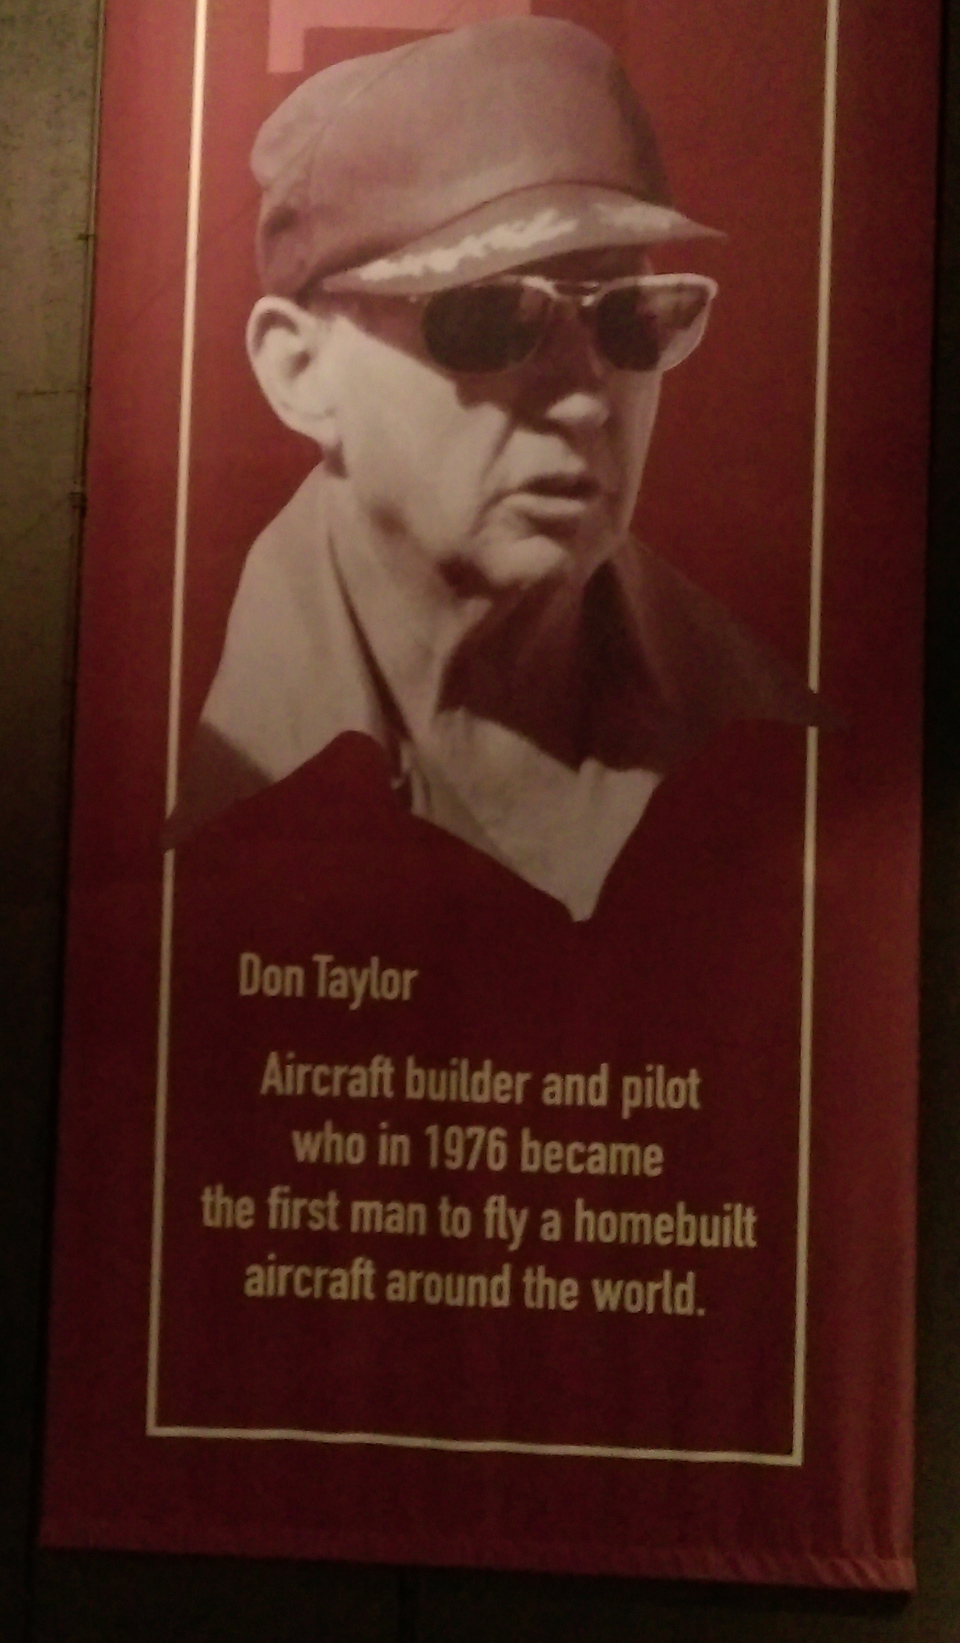 Don Taylor
Aircraft builder and pilot
who in 1976 became
the first man to fly a homebuilt
aircraft around the world.